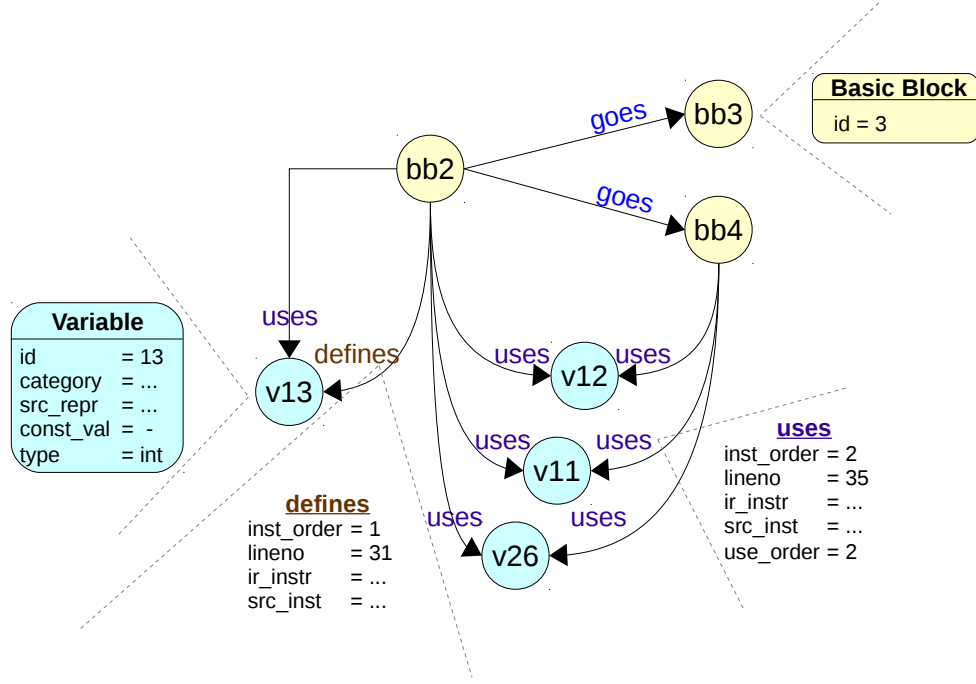 Basic Block
id = 3
goes
bb3
bb2
goes
bb4
Variable
id = 13
category = ...
src_repr = ...
const_val = -
type = int
uses
defines
v13
uses
v12
uses
uses
v11
uses
uses
v26
uses
defines
inst_order = 1
lineno = 31
ir_instr = ...
src_inst = ...
uses
inst_order = 2
lineno = 35
ir_instr = ...
src_inst = ...
use_order = 2